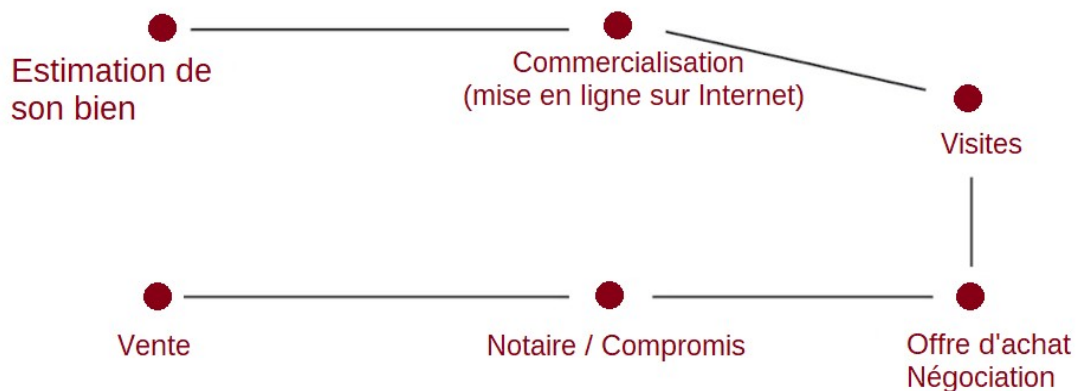 Estimation de
son bien
Commercialisation
(mise en ligne sur Internet)
Visites
Offre d'achat
Négociation
Notaire / Compromis
Vente